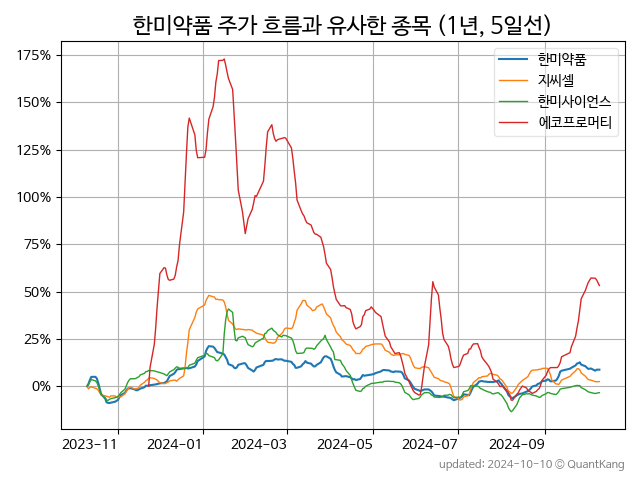 한미약품 주가 흐름과 유사한 종목 (1년, 5일선)
175%
150%
125%
100%
75%
50%
25%
0%
한미약품
지씨셀
한미사이언스
에코프로머티
2023-11
2024-01
2024-03
2024-05
2024-07
2024-09
updated: 2024-10-10 © QuantKang